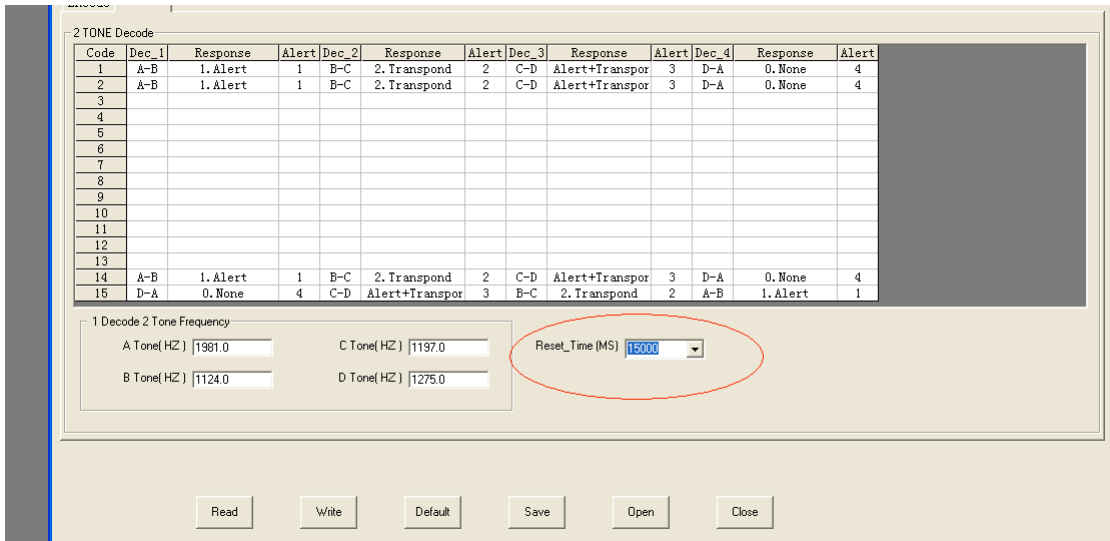 2 TONE Decode
Code Dec_1 Response Alert Dec_2 Response Alert Dec_3 Response Alert Dec_4 Response Alert
1 A-B 1.Alert 1 B-C 2.Transpond 2 C-D Alert+Transpor 3 D-A 0.None 4
2 A-B 1.Alert 1 B-C 2.Transpond 2 C-D Alert+Transpor 3 D-A 0.None 4
3
4
5
6
7
8
9
10
11
12
13
14 A-B 1.Alert 1 B-C 2.Transpond 2 C-D Alert+Transpor 3 D-A 0.None 4
15 D-A 0.None 4 C-D Alert+Transpor 3 B-C 2.Transpond 2 A-B 1.Alert 1
1 Decode 2 Tone Frequency
A Tone( HZ ) 1981.0 C Tone( HZ ) 1197.0 Reset_Time (MS) 15000
B Tone( HZ ) 1124.0 D Tone( HZ ) 1275.0
Read Write Default Save Open Close